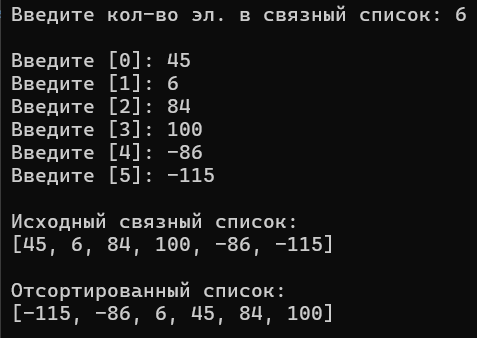 Введите кол-во эл. в связный список: 6
Введите [0]: 45
Введите [1]: 6
Введите [2]: 84
Введите [3]: 100
Введите [4]: -86
Введите [5]: -115
Исходный связный список:
[45, 6, 84, 100, -86, -115]
Отсортированный список:
[-115, -86, 6, 45, 84, 100]